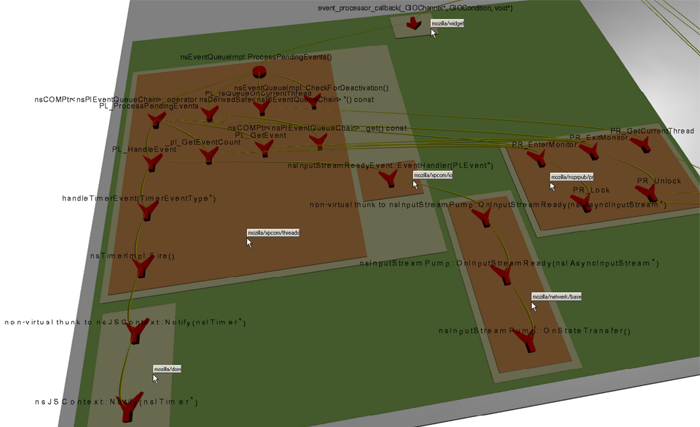 event_processor_callback(_GIOChannel*, GIOCondition, void*)
mozilla/widget
nsEventQueueImpl::ProcessPendingEvents()
nsEventQueueImpl::CheckForDeactivation()
PL_IsQueueOnCurrentThread
nsCOMPtr<nsPIEventQueueChain>::operator nsDerivedSafe<nsPIEventQueueChain>*() const
PL_ProcessPendingEvents
nsCOMPtr<nsPIEventQueueChain>::get() const
PL_GetEvent
pl_GetEventCount
PL_HandleEvent
PR_GetCurrentThread
PR_ExitMonitor
PR_EnterMonitor
nsInputStreamReadyEvent::EventHandler(PLEvent*)
mozilla/xpcom/io
mozilla/nsprpub/pr
PR_Unlock
PR_Lock
handleTimerEvent(TimerEventType*)
non-virtual thunk to nsInputStreamPump::OnInputStreamReady(nsIAsyncInputStream*)
mozilla/xpcom/threads
nsTimerImpl::Fire()
nsInputStreamPump::OnInputStreamReady(nsIAsyncInputStream*)
mozilla/network/base
non-virtual thunk to nsJSContext::Notify(nsITimer*)
nsInputStreamPump::OnStateTransfer()
mozilla/dom
nsJSContext::Notify(nsITimer*)